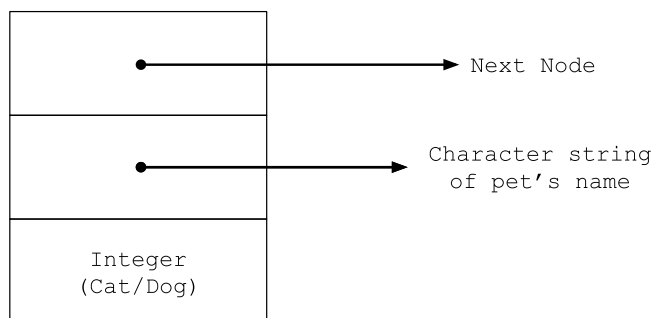 Next Node
Character string
of pet's name
Integer
(Cat/Dog)